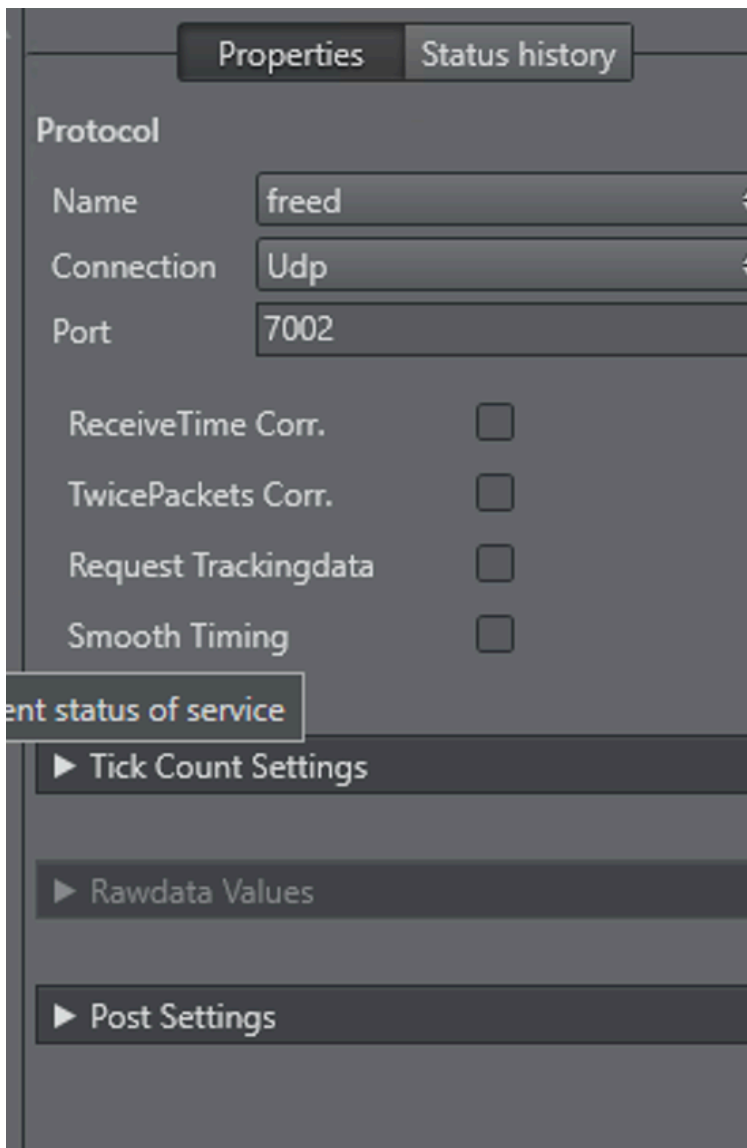 Properties Status history
Protocol
Name freed
Connection Udp
Port 7002
ReceiveTime Corr.
TwicePackets Corr.
Request Trackingdata
Smooth Timing
ent status of service
Tick Count Settings
Rawdata Values
Post Settings